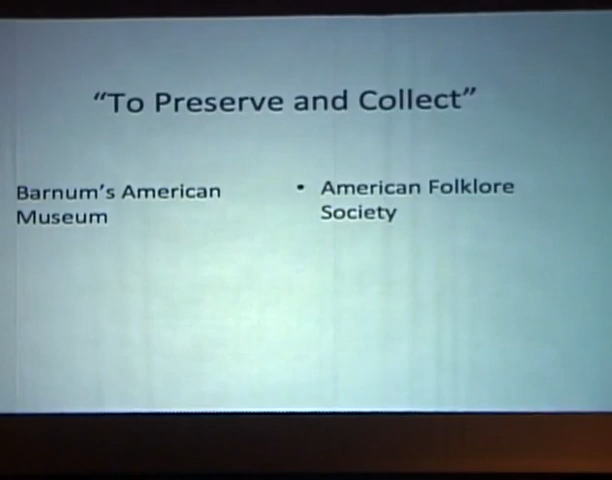 “To Preserve and Collect”
Barnum’s American
Museum
• American Folklore
Society